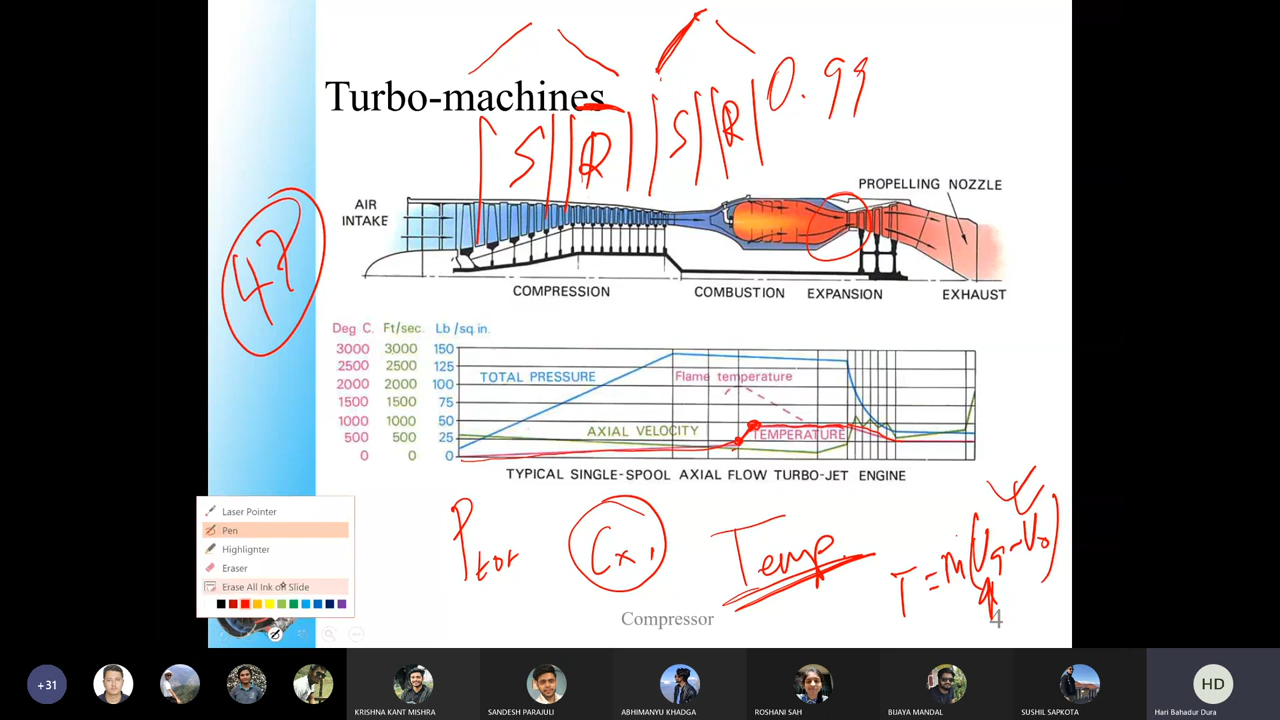 Turbo-machines
S R S R 0.99
PROPELLING NOZZLE
AIR
INTAKE
47
COMPRESSION
COMBUSTION
EXPANSION
EXHAUST
Deg C. Ft/sec. Lb/sq in.
3000 3000 150
2500 2500 125
2000 2000 100
1500 1500 75
1000 1000 50
500 500 25
0 0 0
TOTAL PRESSURE
Flame temperature
AXIAL VELOCITY
TEMPERATURE
TYPICAL SINGLE-SPOOL AXIAL FLOW TURBO-JET ENGINE
Laser Pointer
Pen
Highlighter
Eraser
Erase All Ink on Slide
Ptot Cx, Temp.
Compressor
4
+31
KRISHNA KANT MISHRA
SANDESH PARAJULI
ABHIMANYU KHADGA
ROSHANI SAH
BIJAYA MANDAL
SUSHIL SAPKOTA
HD
Hari Bahadur Dura